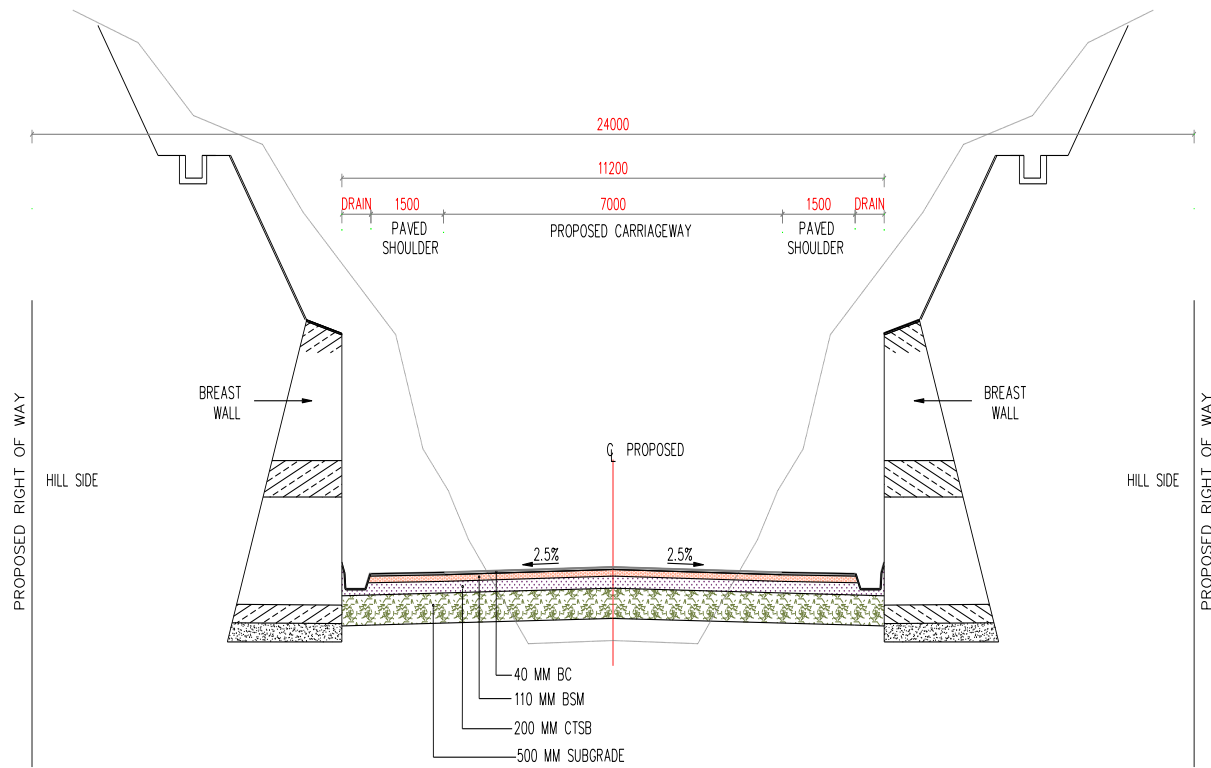 24000
11200
DRAIN 1500 7000 1500 DRAIN
PAVED
SHOULDER
PROPOSED CARRIAGEWAY
PAVED
SHOULDER
BREAST
WALL
BREAST
WALL
℄ PROPOSED
HILL SIDE
HILL SIDE
PROPOSED RIGHT OF WAY
PROPOSED RIGHT OF WAY
2.5% 2.5%
40 MM BC
110 MM BSM
200 MM CTSB
500 MM SUBGRADE